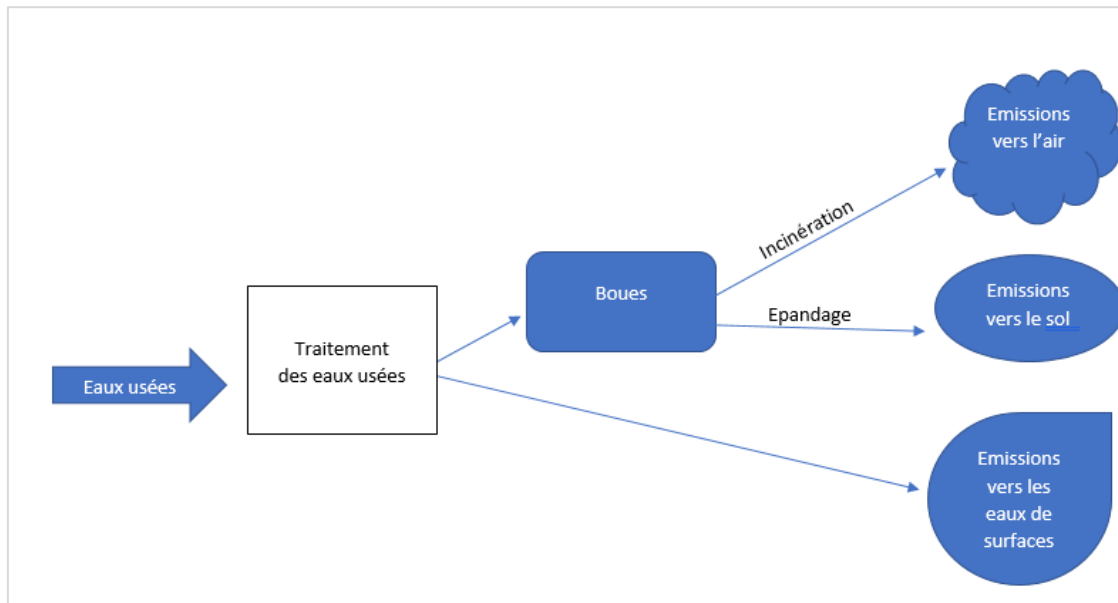 Emissions
vers l'air
Incinération
Boues
Emissions
vers le sol
Epandage
Traitement
des eaux usées
Eaux usées
Emissions
vers les
eaux de
surfaces